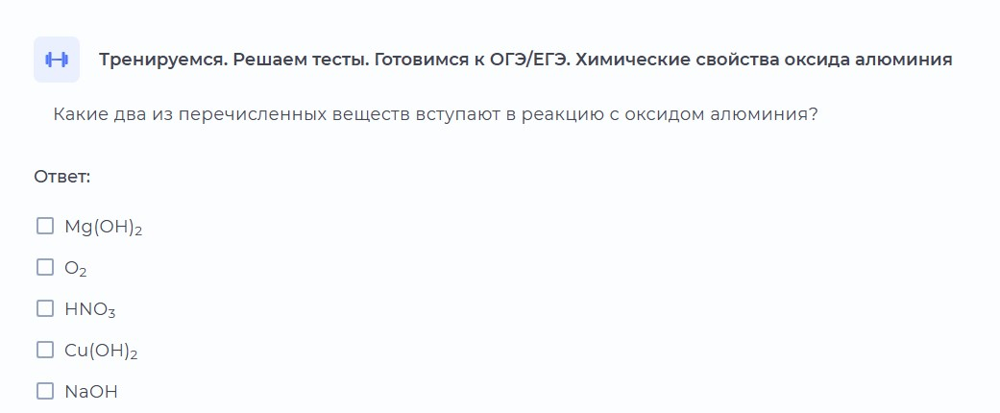 Тренируемся. Решаем тесты. Готовимся к ОГЭ/ЕГЭ. Химические свойства оксида алюминия
Какие два из перечисленных веществ вступают в реакцию с оксидом алюминия?
Ответ:
Mg(OH)₂
O₂
HNO₃
Cu(OH)₂
NaOH